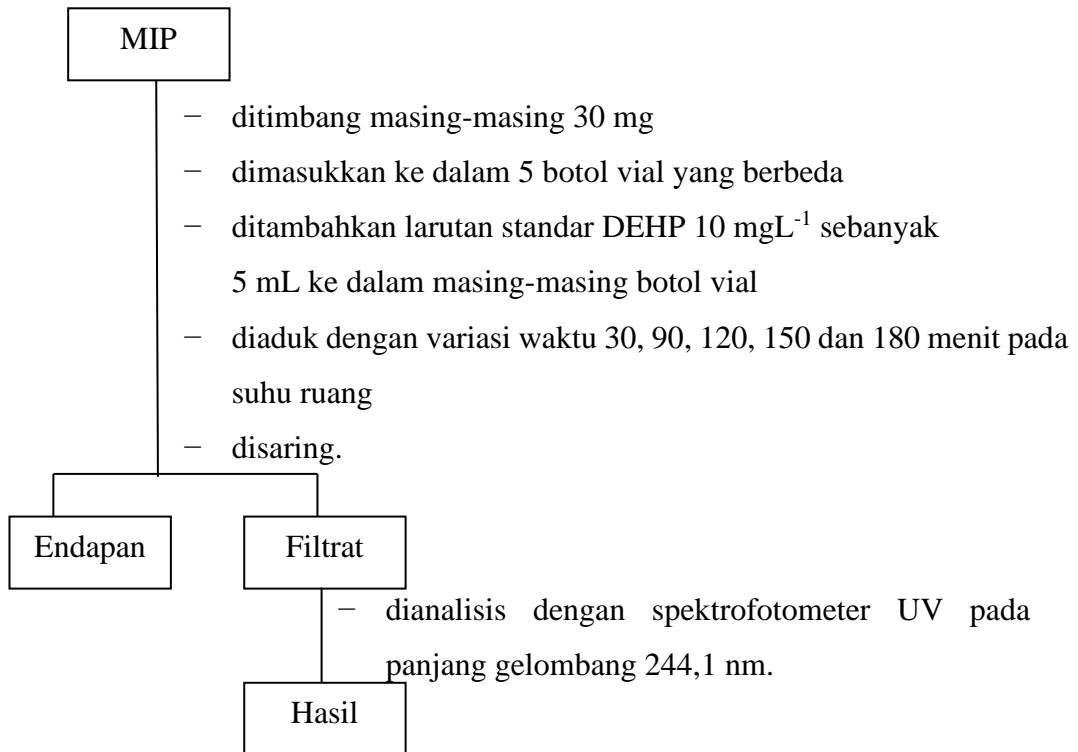 MIP
− ditimbang masing-masing 30 mg
− dimasukkan ke dalam 5 botol vial yang berbeda
− ditambahkan larutan standar DEHP 10 mgL⁻¹ sebanyak
5 mL ke dalam masing-masing botol vial
− diaduk dengan variasi waktu 30, 90, 120, 150 dan 180 menit pada
suhu ruang
− disaring.
Endapan
Filtrat
− dianalisis dengan spektrofotometer UV pada
panjang gelombang 244,1 nm.
Hasil